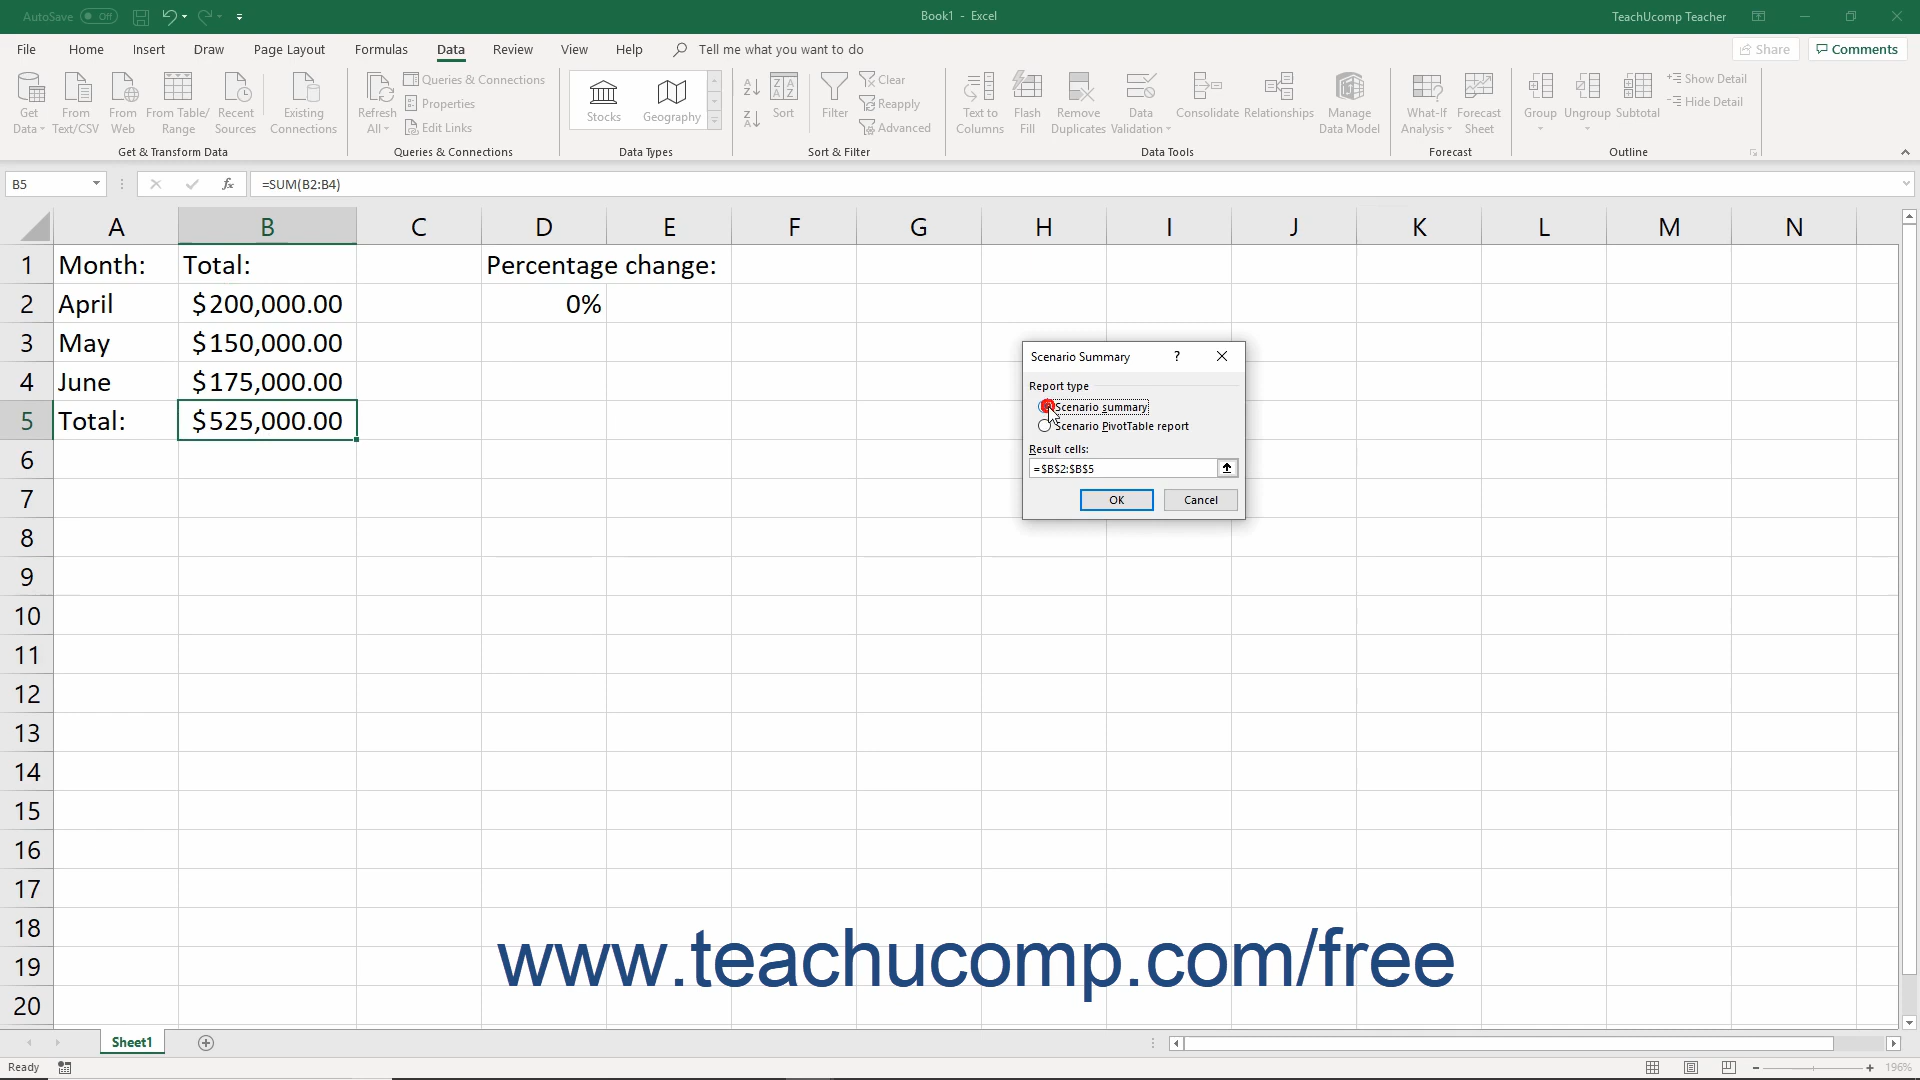 AutoSave Off
Book1 - Excel
TeachUcomp Teacher
File Home Insert Draw Page Layout Formulas Data Review View Help Tell me what you want to do Share Comments
Get Data
From Text/CSV
From Web
From Table/ Range
Recent Sources
Existing Connections
Get & Transform Data
Refresh All
Queries & Connections
Properties
Edit Links
Queries & Connections
Stocks
Geography
Data Types
Sort
Filter
Clear
Reapply
Advanced
Sort & Filter
Text to Columns
Flash Fill
Remove Duplicates
Data Validation
Consolidate
Relationships
Manage Data Model
Data Tools
What-If Analysis
Forecast Sheet
Forecast
Group
Ungroup
Subtotal
Show Detail
Hide Detail
Outline
B5 fx =SUM(B2:B4)
A B C D E F G H I J K L M N
1 Month: Total: Percentage change:
2 April $200,000.00 0%
3 May $150,000.00
4 June $175,000.00
5 Total: $525,000.00
6
7
8
9
10
11
12
13
14
15
16
17
18
19
20
Scenario Summary ?
Report type
Scenario summary
Scenario PivotTable report
Result cells:
=$B$2:$B$5
OK Cancel
www.teachucomp.com/free
Sheet1
Ready
196%